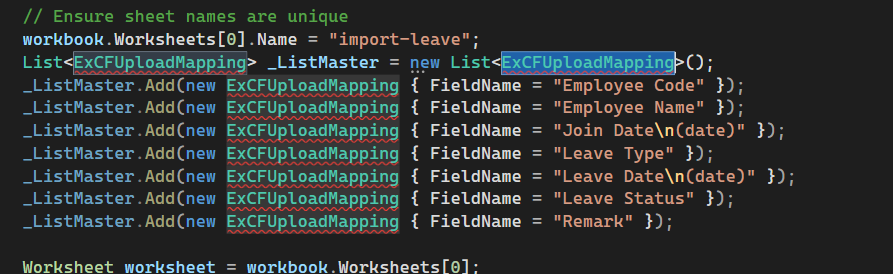 // Ensure sheet names are unique
workbook.Worksheets[0].Name = "import-leave";
List<ExCFUploadMapping> _ListMaster = new List<ExCFUploadMapping>();
_ListMaster.Add(new ExCFUploadMapping { FieldName = "Employee Code" });
_ListMaster.Add(new ExCFUploadMapping { FieldName = "Employee Name" });
_ListMaster.Add(new ExCFUploadMapping { FieldName = "Join Date\n(date)" });
_ListMaster.Add(new ExCFUploadMapping { FieldName = "Leave Type" });
_ListMaster.Add(new ExCFUploadMapping { FieldName = "Leave Date\n(date)" });
_ListMaster.Add(new ExCFUploadMapping { FieldName = "Leave Status" });
_ListMaster.Add(new ExCFUploadMapping { FieldName = "Remark" });
Worksheet worksheet = workbook.Worksheets[0];